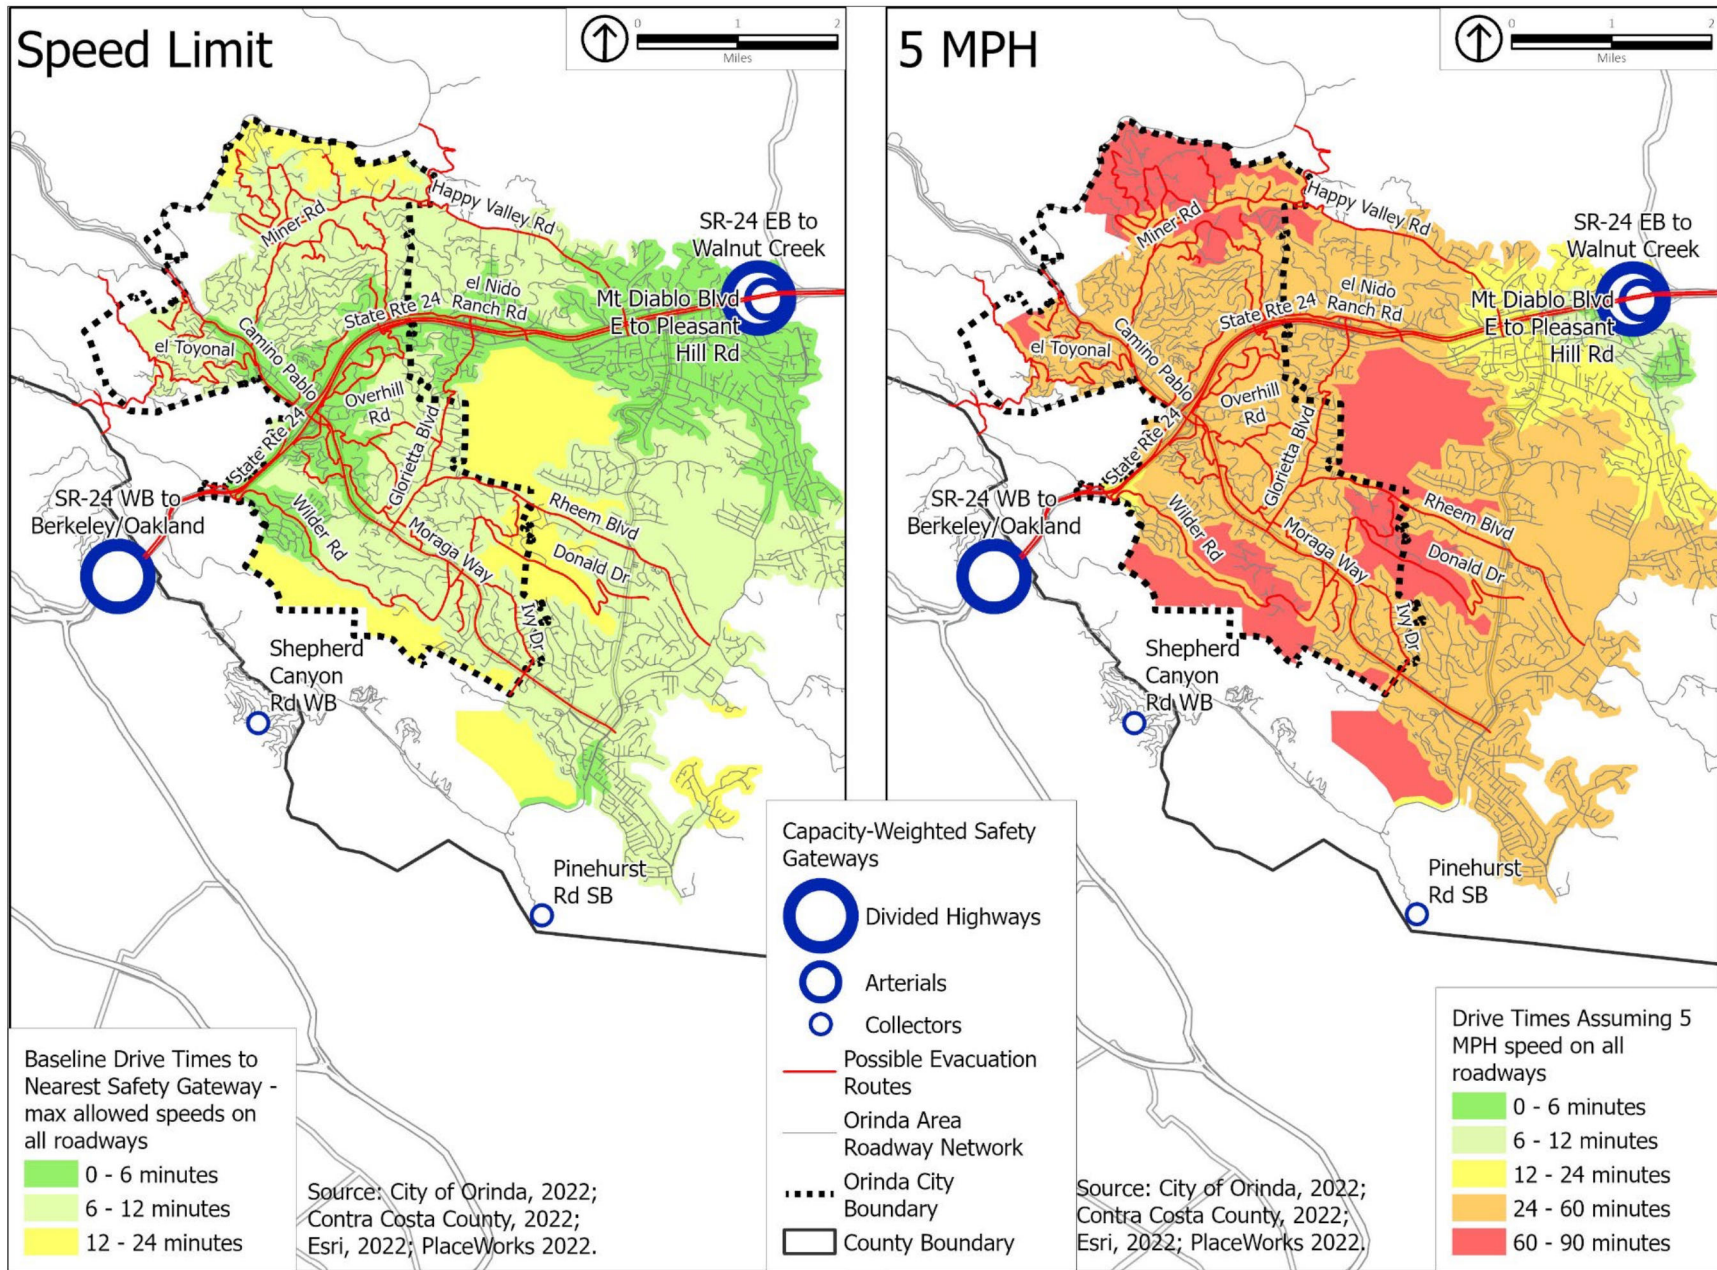 Speed Limit
0 1 2
Miles
Happy Valley Rd
Miner Rd
SR-24 EB to
Walnut Creek
el Nido
Ranch Rd
State Rte 24
Mt Diablo Blvd
E to Pleasant
Hill Rd
Camino Pablo
el Toyonal
Overhill
Rd
Glorietta Blvd
State Rte 24
SR-24 WB to
Berkeley/Oakland
Wilder Rd
Moraga Way
Rheem Blvd
Donald Dr
Ivy Dr
Shepherd
Canyon
Rd WB
Pinehurst
Rd SB
Baseline Drive Times to
Nearest Safety Gateway -
max allowed speeds on
all roadways
0 - 6 minutes
6 - 12 minutes
12 - 24 minutes
Source: City of Orinda, 2022;
Contra Costa County, 2022;
Esri, 2022; PlaceWorks 2022.
Capacity-Weighted Safety
Gateways
Divided Highways
Arterials
Collectors
Possible Evacuation
Routes
Orinda Area
Roadway Network
Orinda City
Boundary
County Boundary
5 MPH
0 1 2
Miles
Happy Valley Rd
Miner Rd
SR-24 EB to
Walnut Creek
el Nido
Ranch Rd
State Rte 24
Mt Diablo Blvd
E to Pleasant
Hill Rd
Camino Pablo
el Toyonal
Overhill
Rd
Glorietta Blvd
State Rte 24
SR-24 WB to
Berkeley/Oakland
Wilder Rd
Moraga Way
Rheem Blvd
Donald Dr
Ivy Dr
Shepherd
Canyon
Rd WB
Pinehurst
Rd SB
Source: City of Orinda, 2022;
Contra Costa County, 2022;
Esri, 2022; PlaceWorks 2022.
Drive Times Assuming 5
MPH speed on all
roadways
0 - 6 minutes
6 - 12 minutes
12 - 24 minutes
24 - 60 minutes
60 - 90 minutes